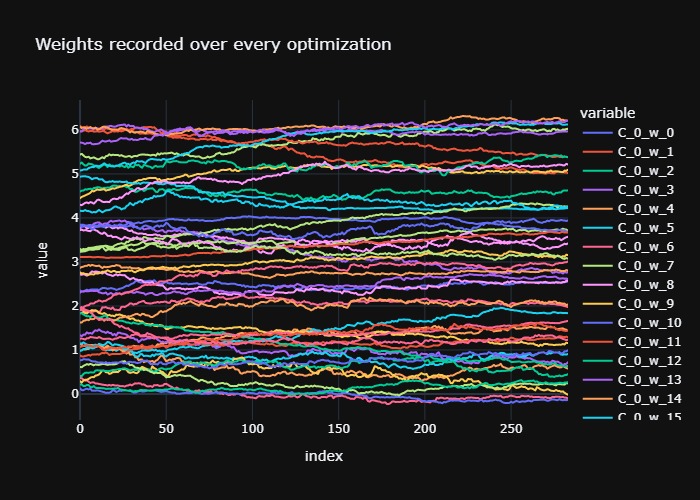 Weights recorded over every optimization
variable
C_0_w_0
C_0_w_1
C_0_w_2
C_0_w_3
C_0_w_4
C_0_w_5
C_0_w_6
C_0_w_7
C_0_w_8
C_0_w_9
C_0_w_10
C_0_w_11
C_0_w_12
C_0_w_13
C_0_w_14
C_0_w_15
value
6
5
4
3
2
1
0
0 50 100 150 200 250
index